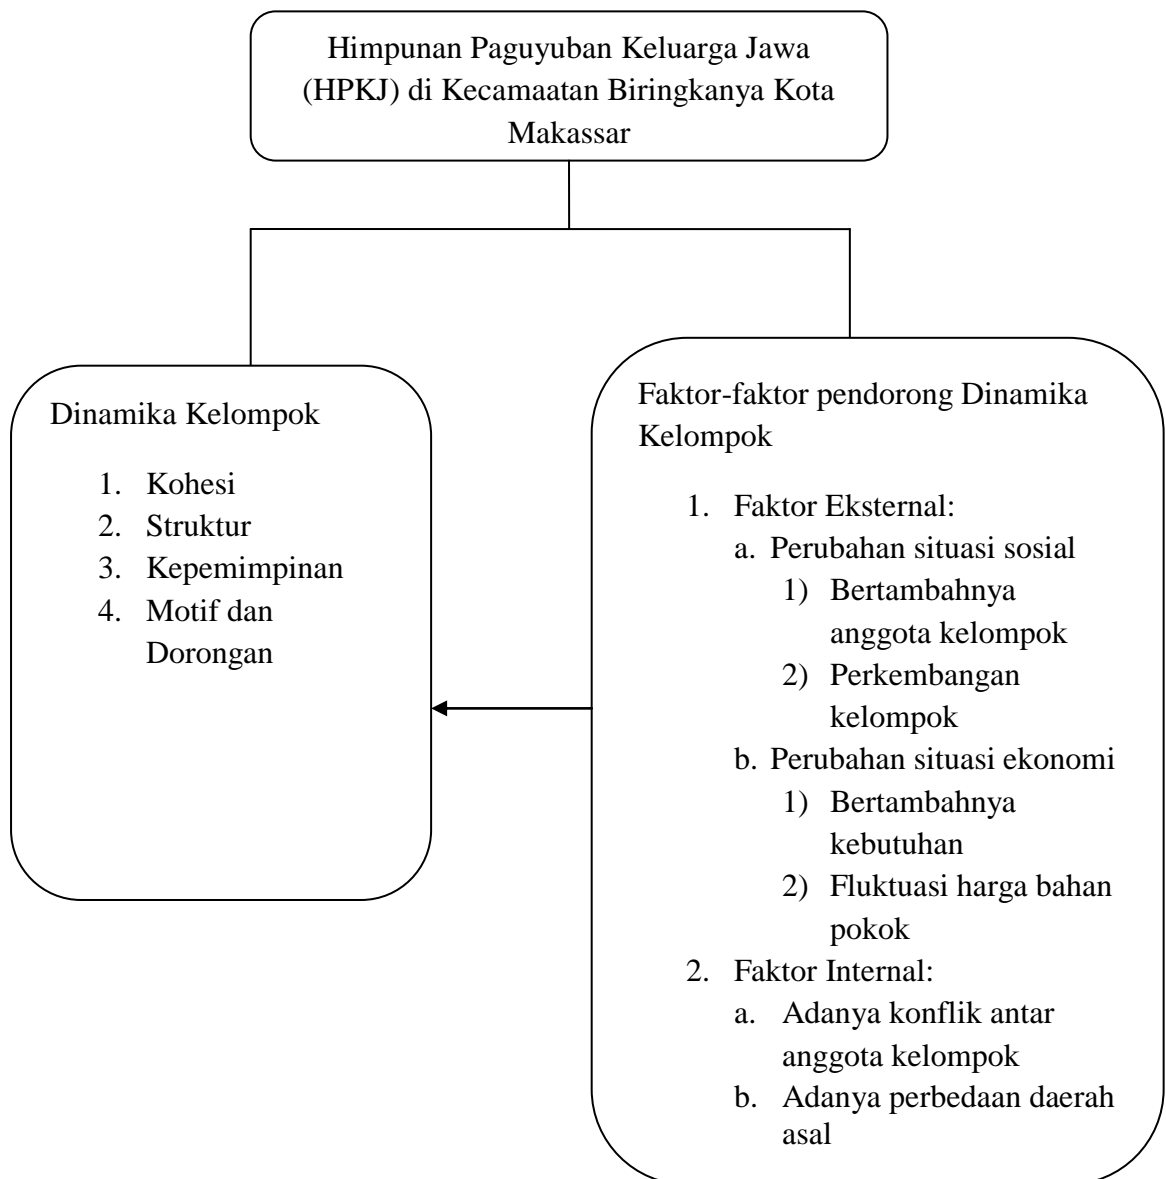 Himpunan Paguyuban Keluarga Jawa
(HPKJ) di Kecamaatan Biringkanya Kota
Makassar
Dinamika Kelompok
1. Kohesi
2. Struktur
3. Kepemimpinan
4. Motif dan
Dorongan
Faktor-faktor pendorong Dinamika
Kelompok
1. Faktor Eksternal:
a. Perubahan situasi sosial
1) Bertambahnya
anggota kelompok
2) Perkembangan
kelompok
b. Perubahan situasi ekonomi
1) Bertambahnya
kebutuhan
2) Fluktuasi harga bahan
pokok
2. Faktor Internal:
a. Adanya konflik antar
anggota kelompok
b. Adanya perbedaan daerah
asal